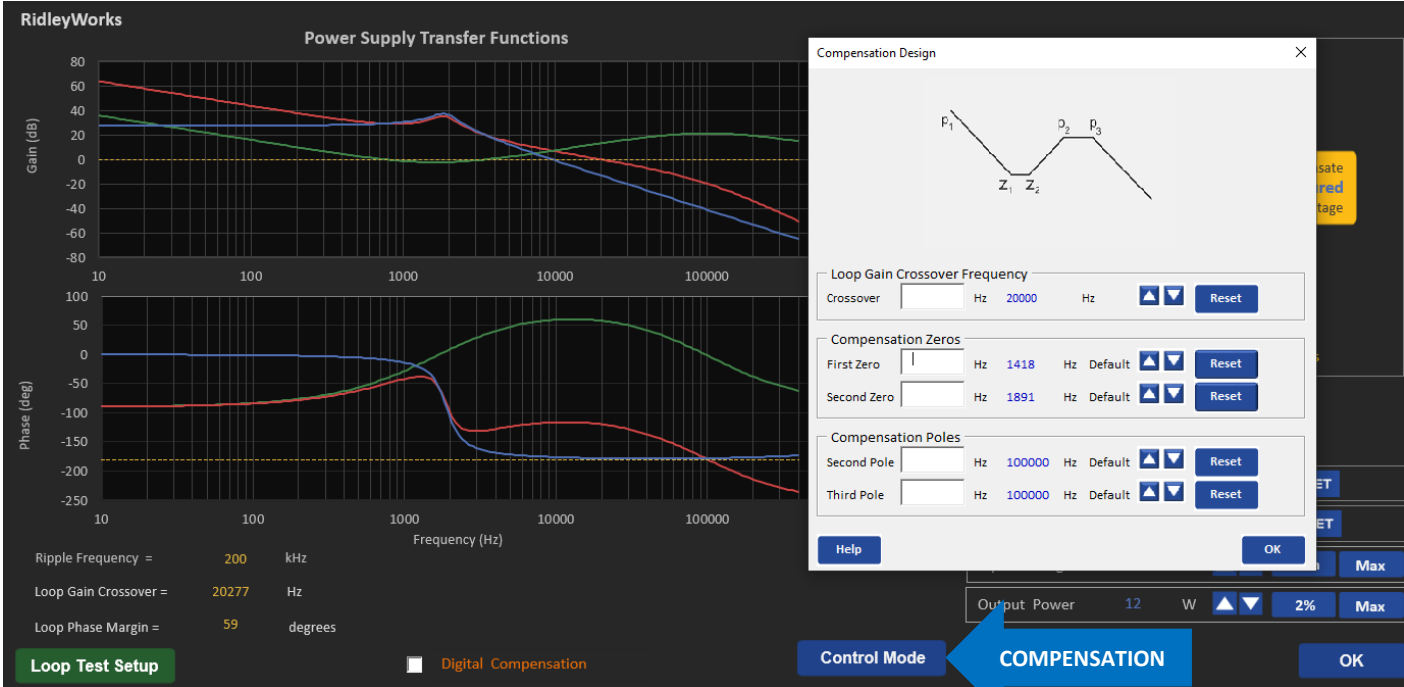 RidleyWorks
Power Supply Transfer Functions
Gain (dB)
80
60
40
20
0
-20
-40
-60
-80
10 100 1000 10000 100000
Phase (deg)
100
50
0
-50
-100
-150
-200
-250
10 100 1000 10000 100000
Frequency (Hz)
Ripple Frequency = 200 kHz
Loop Gain Crossover = 20277 Hz
Loop Phase Margin = 59 degrees
Loop Test Setup
Digital Compensation
Control Mode
COMPENSATION
OK
Compensation Design
p1
p2 p3
Z1 Z2
Loop Gain Crossover Frequency
Crossover Hz 20000 Hz Reset
Compensation Zeros
First Zero Hz 1418 Hz Default Reset
Second Zero Hz 1891 Hz Default Reset
Compensation Poles
Second Pole Hz 100000 Hz Default Reset
Third Pole Hz 100000 Hz Default Reset
Help OK
Max
Output Power 12 W 2% Max